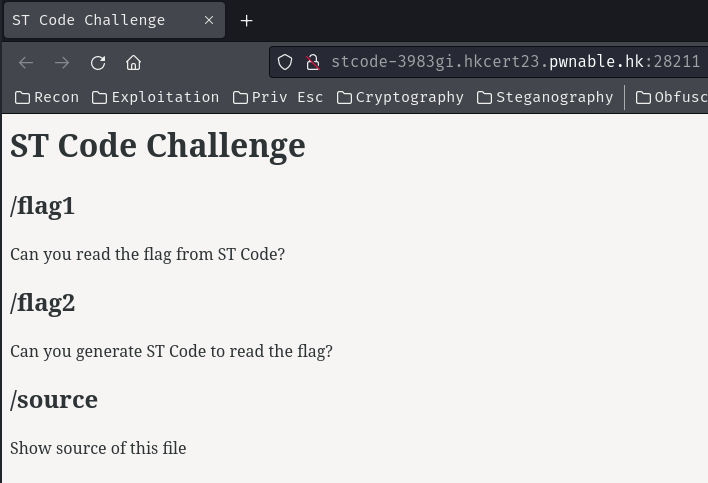 ST Code Challenge
stcode-3983gi.hkcert23.pwnable.hk:28211
Recon Exploitation Priv Esc Cryptography Steganography Obfusc
ST Code Challenge
/flag1
Can you read the flag from ST Code?
/flag2
Can you generate ST Code to read the flag?
/source
Show source of this file